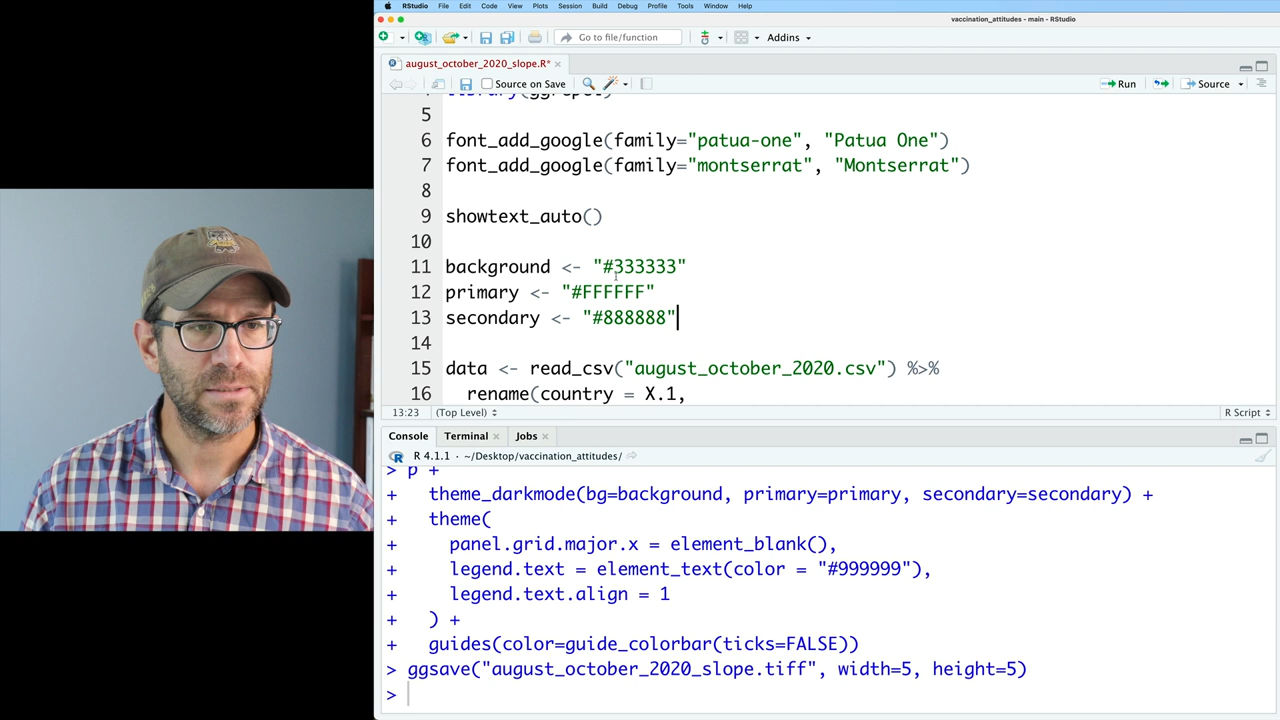 RStudio File Edit Code View Plots Session Build Debug Profile Tools Window Help
vaccination_attitudes - main - RStudio
Go to file/function Addins
august_october_2020_slope.R*
Source on Save Run Source
5
6 font_add_google(family="patua-one", "Patua One")
7 font_add_google(family="montserrat", "Montserrat")
8
9 showtext_auto()
10
11 background <- "#333333"
12 primary <- "#FFFFFF"
13 secondary <- "#888888"
14
15 data <- read_csv("august_october_2020.csv") %>%
16 rename(country = X.1,
13:23 (Top Level) R Script
Console Terminal Jobs
R 4.1.1 · ~/Desktop/vaccination_attitudes/
> p +
+ theme_darkmode(bg=background, primary=primary, secondary=secondary) +
+ theme(
+ panel.grid.major.x = element_blank(),
+ legend.text = element_text(color = "#999999"),
+ legend.text.align = 1
+ ) +
+ guides(color=guide_colorbar(ticks=FALSE))
> ggsave("august_october_2020_slope.tiff", width=5, height=5)
>